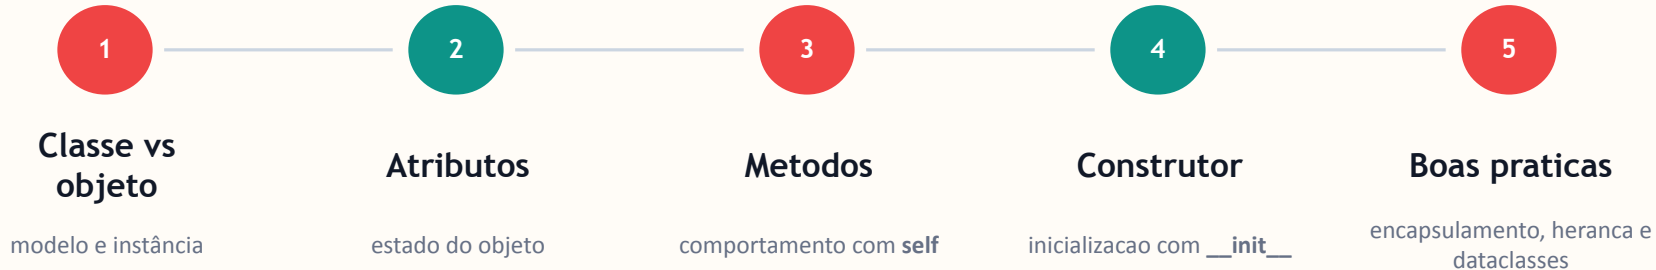 1
2
3
4
5
Classe vs
objeto
modelo e instância
Atributos
estado do objeto
Metodos
comportamento com self
Construtor
inicializacao com __init__
Boas praticas
encapsulamento, heranca e
dataclasses